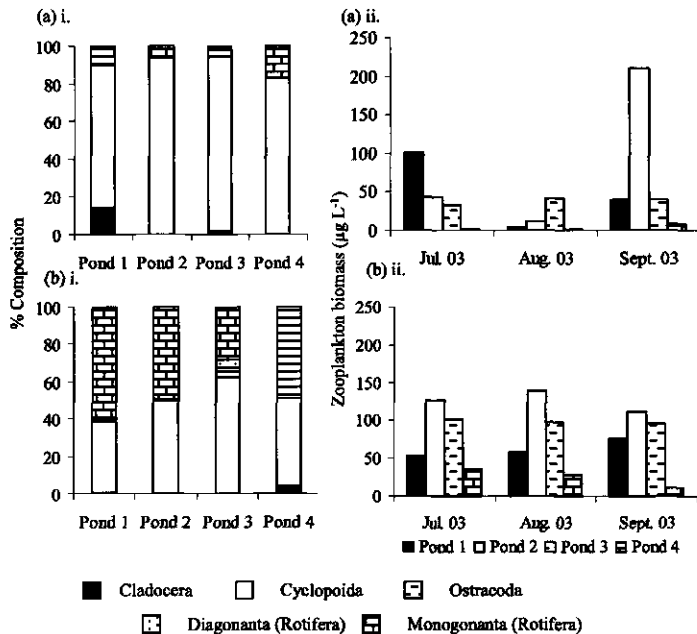 (a) i.
% Composition
100
80
60
40
20
0
Pond 1 Pond 2 Pond 3 Pond 4
(b) i.
100
80
60
40
20
0
Pond 1 Pond 2 Pond 3 Pond 4
(a) ii.
Zooplankton biomass (µg L⁻¹)
250
200
150
100
50
0
Jul. 03 Aug. 03 Sept. 03
(b) ii.
250
200
150
100
50
0
Jul. 03 Aug. 03 Sept. 03
Pond 1 Pond 2 Pond 3 Pond 4
Cladocera Cyclopoida Ostracoda
Diagonanta (Rotifera) Monogonanta (Rotifera)